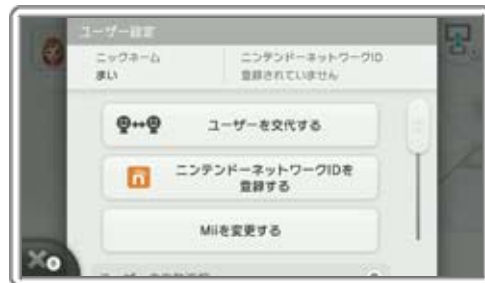 ユーザー設定
ニックネーム
まい
ニンテンドーネットワークID
登録されていません
ユーザーを交代する
ニンテンドーネットワークIDを
登録する
Miiを変更する